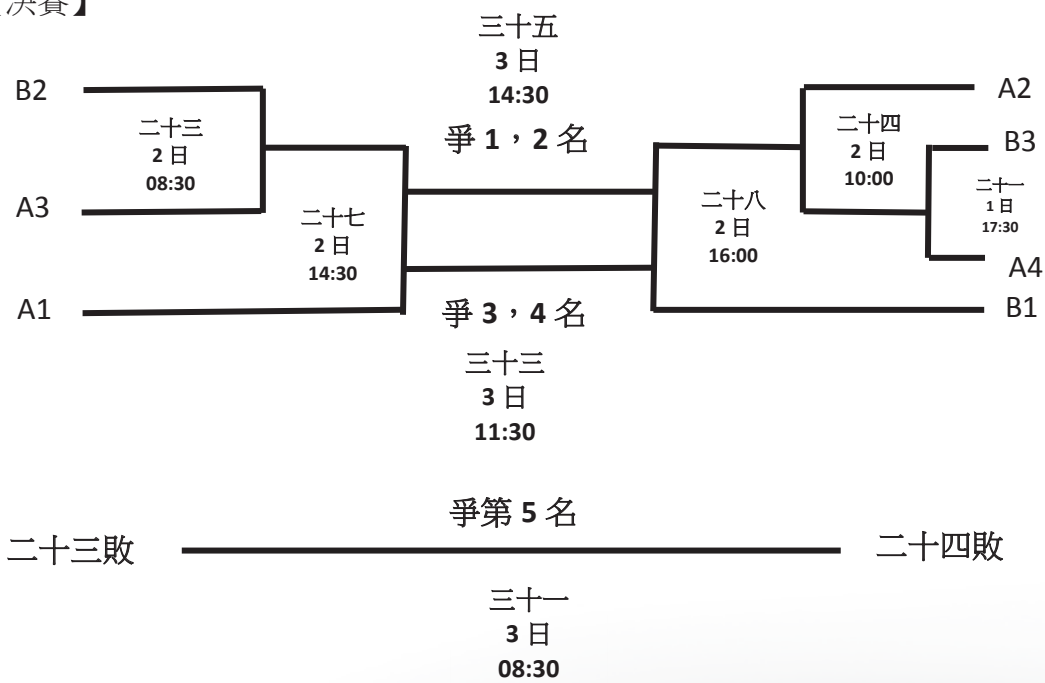 決賽】
三十五
3 日
14:30
爭 1，2 名
B2
二十三
2 日
08:30
A3
二十七
2 日
14:30
A1
A2
二十四
2 日
10:00
B3
二十一
1 日
17:30
A4
二十八
2 日
16:00
B1
爭 3，4 名
三十三
3 日
11:30
爭第 5 名
二十三敗
二十四敗
三十一
3 日
08:30